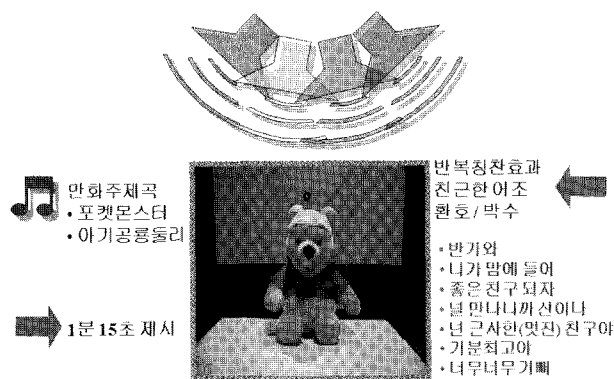 만화주제곡
• 포켓몬스터
• 아기공룡둘리
1분 15초 제시
반복칭찬효과
친근한 어조
환호/박수
• 반가와
• 니가 맘에 들어
• 좋은 친구 되자
• 널 만나니까 신이나
• 넌 근사한(멋진) 친구야
• 기분최고야
• 너무너무기뻐